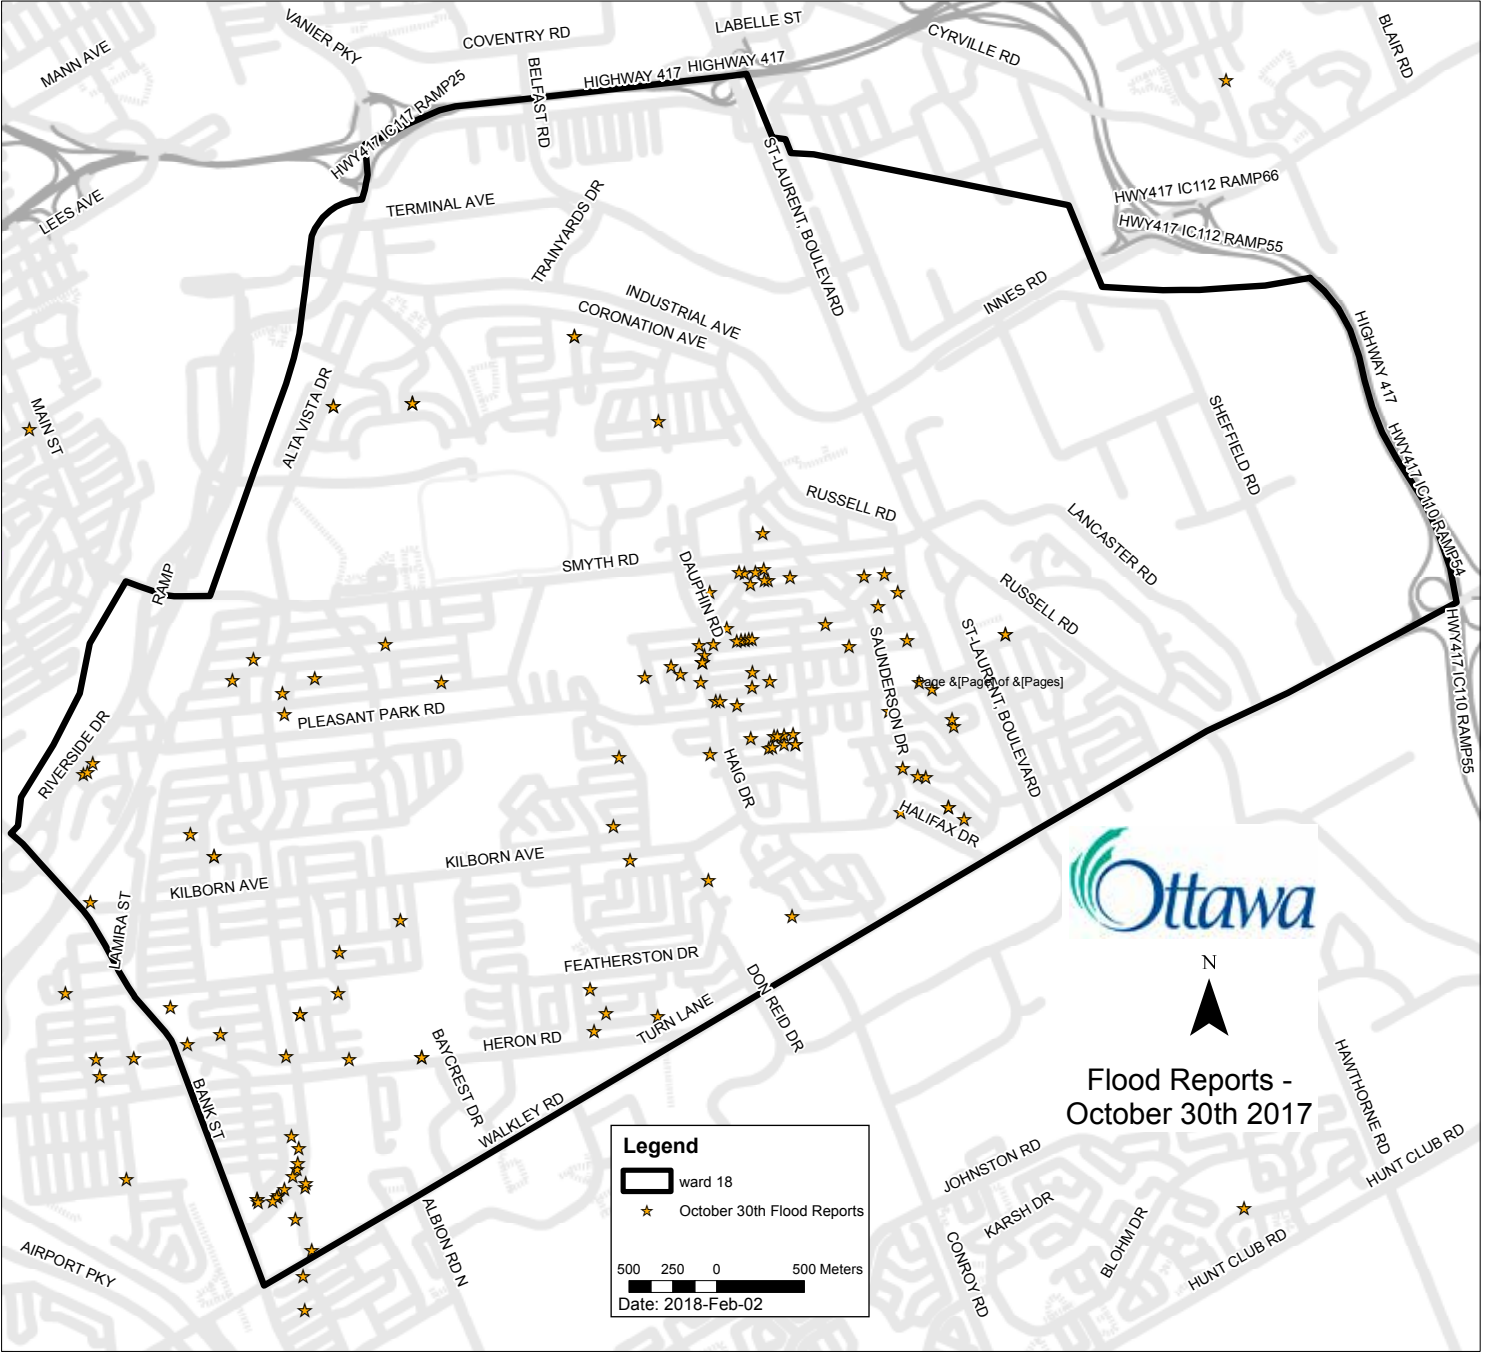 MANN AVE
VANIER PKY
COVENTRY RD
LABELLE ST
CYRVILLE RD
BLAIR RD
BELFAST RD
HIGHWAY 417
HIGHWAY 417
HWY417 IC117 RAMP25
LEES AVE
TERMINAL AVE
TRAINYARDS DR
ST-LAURENT, BOULEVARD
HWY417 IC112 RAMP66
HWY417 IC112 RAMP55
INNES RD
INDUSTRIAL AVE
CORONATION AVE
HIGHWAY 417
MAIN ST
ALTA VISTA DR
SHEFFIELD RD
HWY417 IC110 RAMP54
RUSSELL RD
LANCASTER RD
RAMP
SMYTH RD
DAUPHIN RD
RUSSELL RD
SAUNDERSON DR
ST-LAURENT, BOULEVARD
HWY417 IC110 RAMP55
Page &[Page] of &[Pages]
RIVERSIDE DR
PLEASANT PARK RD
HAIG DR
HALIFAX DR
KILBORN AVE
KILBORN AVE
LAMIRA ST
Ottawa
FEATHERSTON DR
TURN LANE
DON REID DR
N
HERON RD
BAYCREST DR
BANK ST
WALKLEY RD
Flood Reports -
October 30th 2017
HAWTHORNE RD
HUNT CLUB RD
JOHNSTON RD
KARSH DR
BLOHM DR
CONROY RD
HUNT CLUB RD
AIRPORT PKY
ALBION RD N
Legend
ward 18
October 30th Flood Reports
500 250 0 500 Meters
Date: 2018-Feb-02